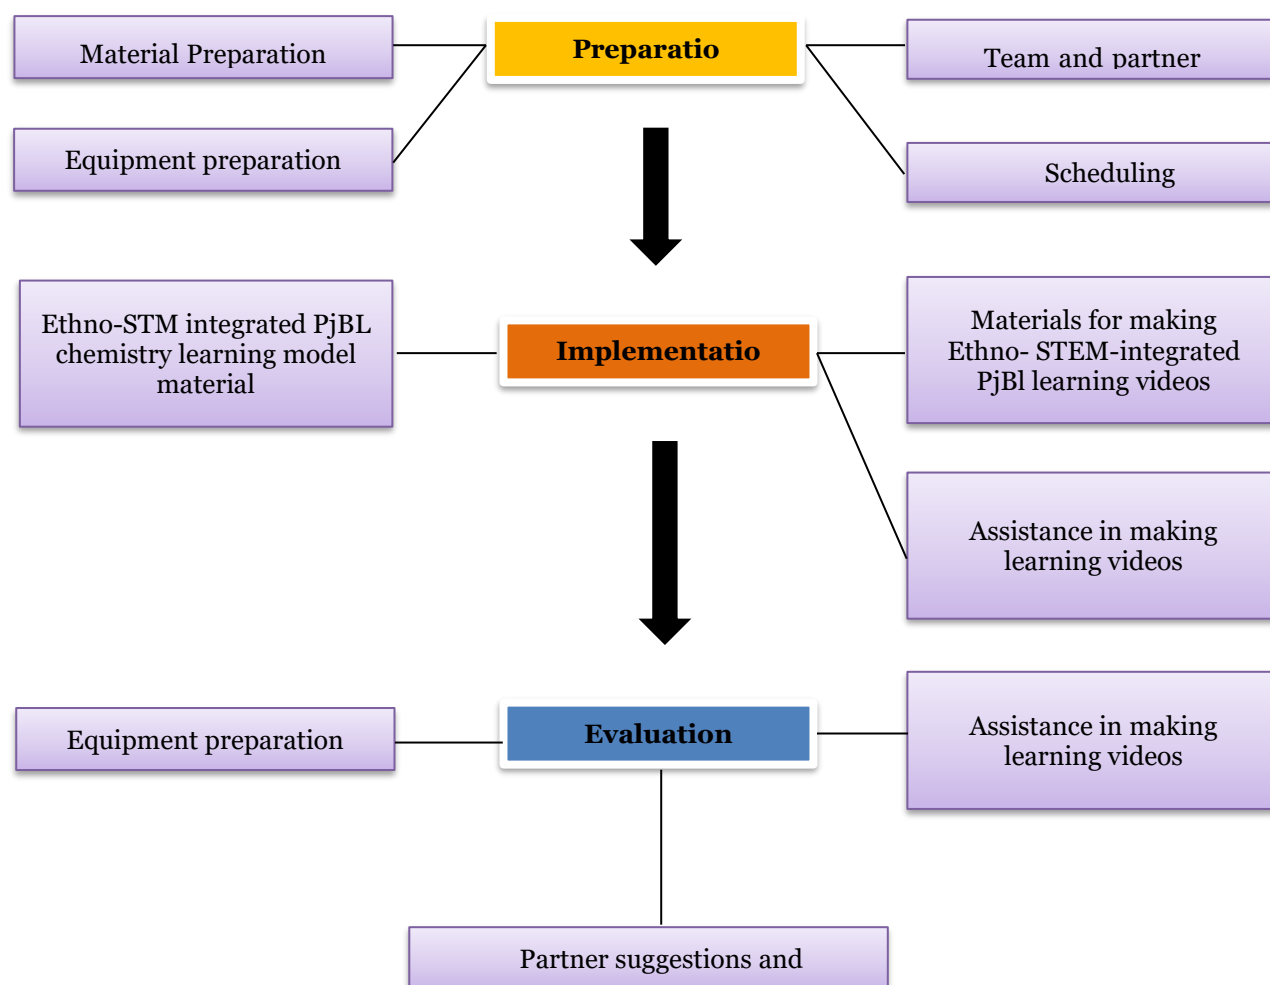 Material Preparation
Preparatio
Team and partner
Equipment preparation
Scheduling
Ethno-STM integrated PjBL
chemistry learning model
material
Implementatio
Materials for making
Ethno- STEM-integrated
PjBl learning videos
Assistance in making
learning videos
Equipment preparation
Evaluation
Assistance in making
learning videos
Partner suggestions and